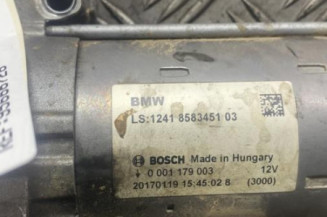 BMW
LS:1241 8583451 03
BOSCH Made in Hungary
0 001 179 003 12V
20170119 15:45:02 8 (3000)